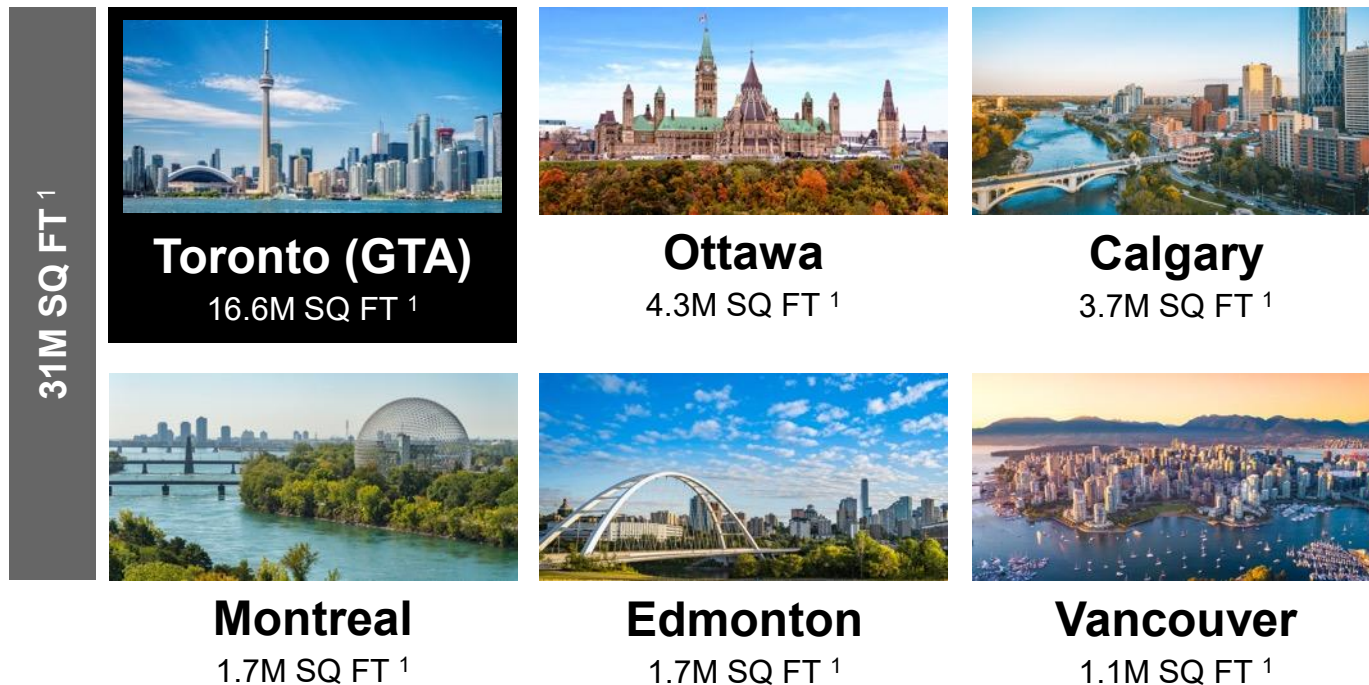 31M SQ FT 1
Toronto (GTA)
16.6M SQ FT 1
Ottawa
4.3M SQ FT 1
Calgary
3.7M SQ FT 1
Montreal
1.7M SQ FT 1
Edmonton
1.7M SQ FT 1
Vancouver
1.1M SQ FT 1